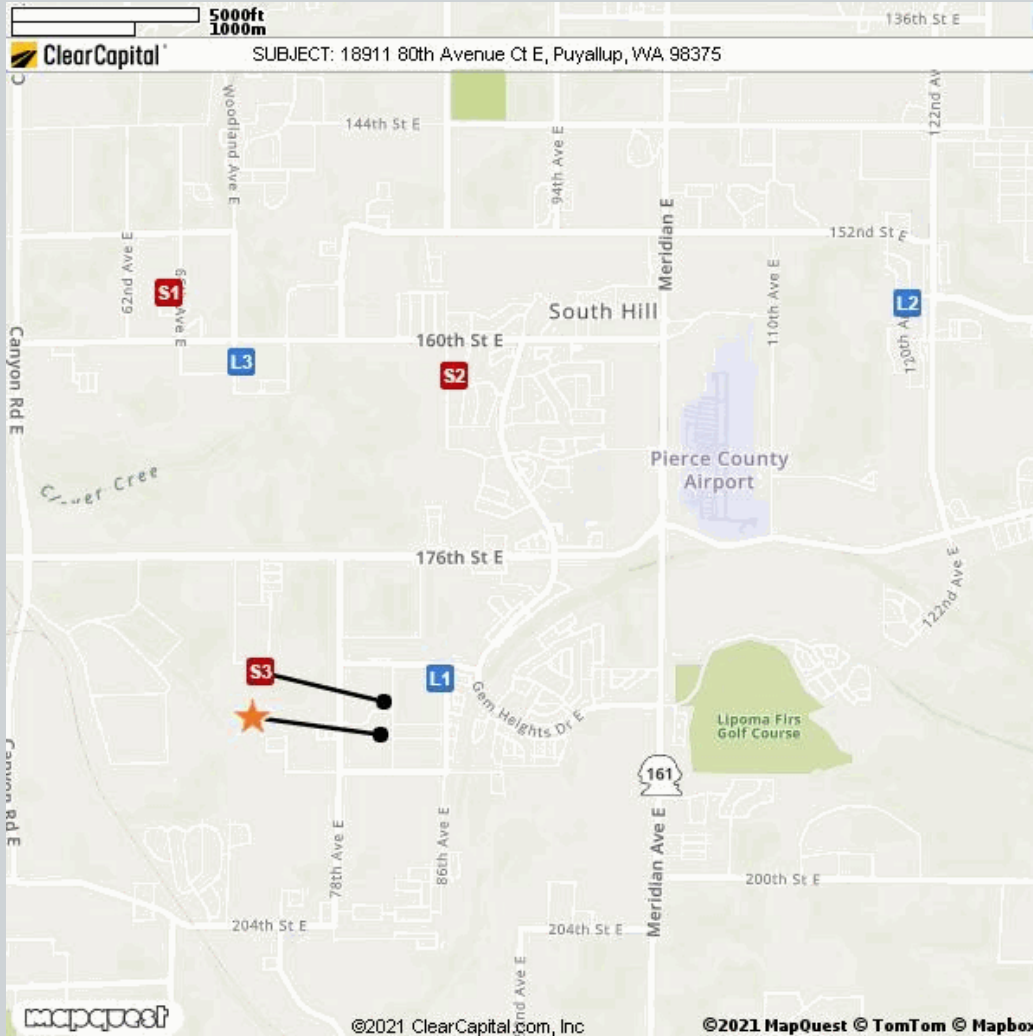 5000ft
1000m
136th St E
ClearCapital
SUBJECT: 18911 80th Avenue Ct E, Puyallup, WA 98375
Woodland Ave E
144th St E
94th Ave E
122nd Av
Meridian E
62nd Ave E
152nd St E
110th Ave E
S1
L2
South Hill
Canyon Rd E
160th St E
L3
S2
Pierce County
Airport
176th St E
122nd Ave E
S3
L1
Gem Heights Dr E
Lipoma Firs
Golf Course
161
Canyon Rd E
78th Ave E
86th Ave E
Meridian Ave E
200th St E
204th St E
204th St E
nd Ave E
mapquest
©2021 ClearCapital.com, Inc
©2021 MapQuest © TomTom © Mapbo